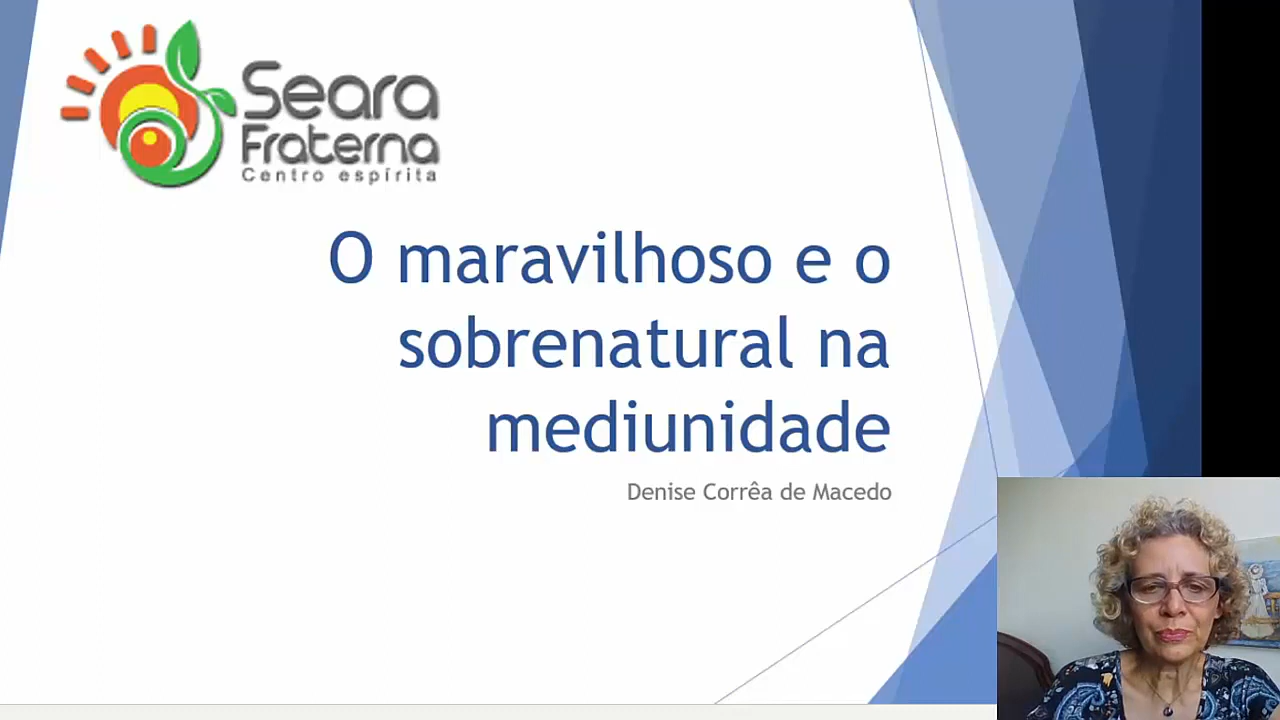 Seara
Fraterna
Centro espírita
O maravilhoso e o
sobrenatural na
mediunidade
Denise Corrêa de Macedo